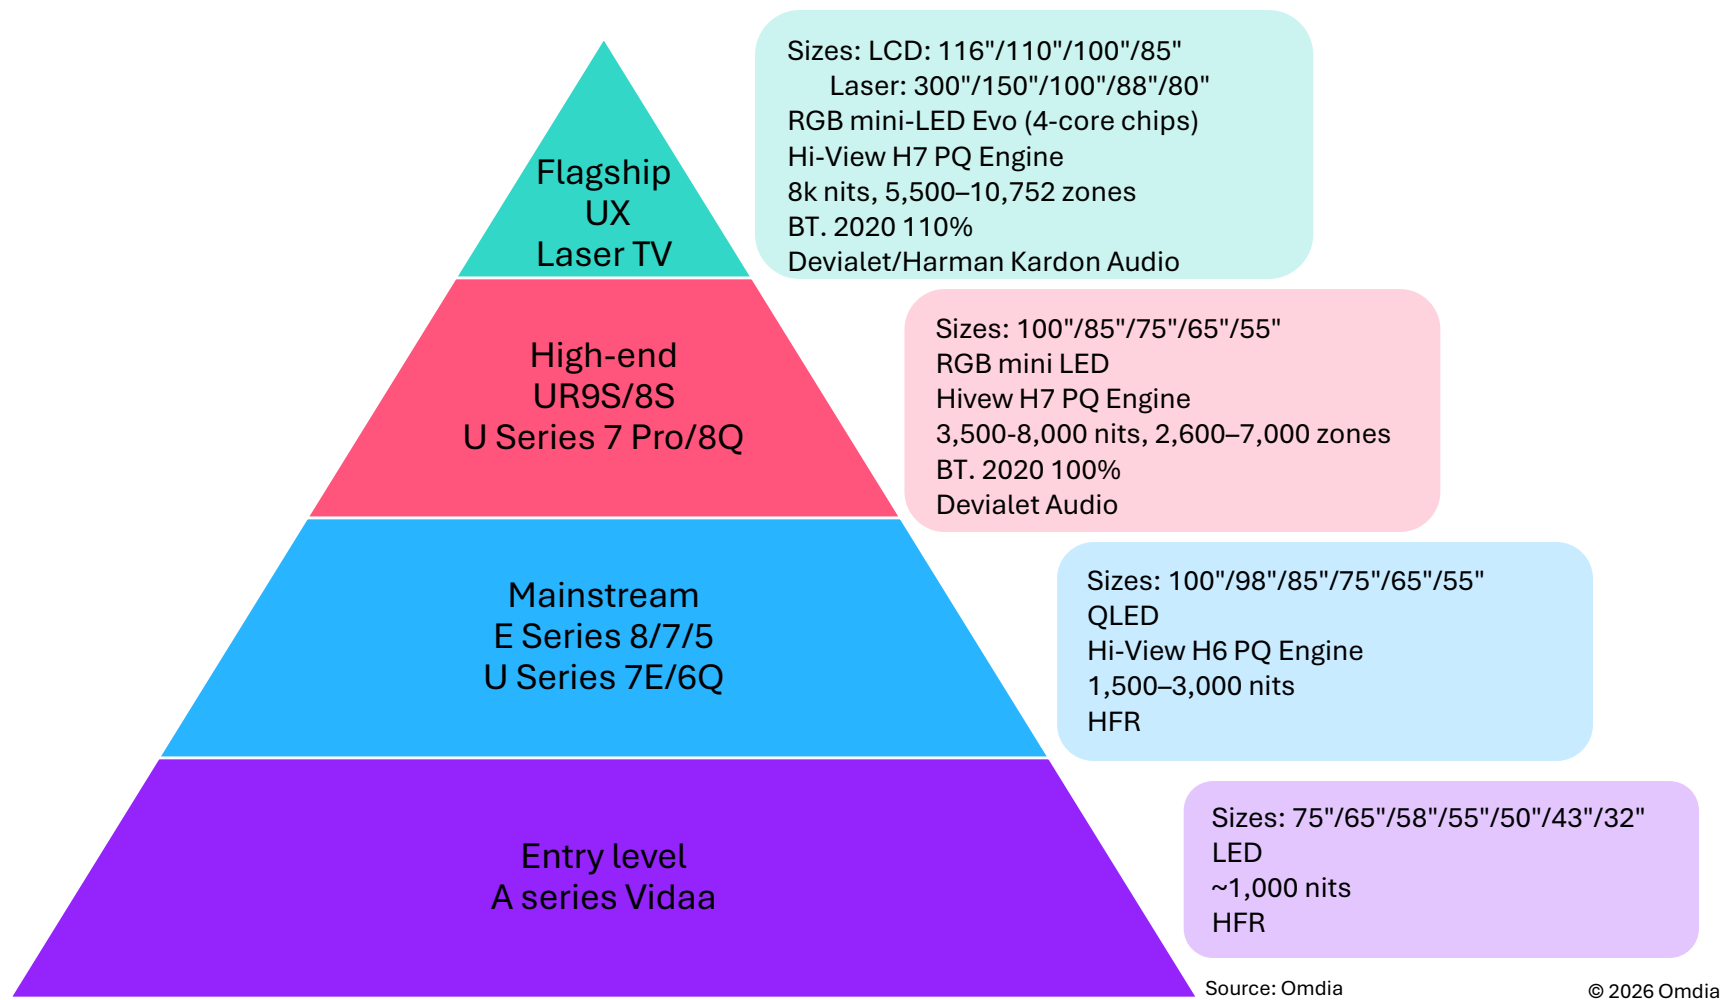 Flagship
UX
Laser TV
Sizes: LCD: 116"/110"/100"/85"
Laser: 300"/150"/100"/88"/80"
RGB mini-LED Evo (4-core chips)
Hi-View H7 PQ Engine
8k nits, 5,500–10,752 zones
BT. 2020 110%
Devialet/Harman Kardon Audio
High-end
UR9S/8S
U Series 7 Pro/8Q
Sizes: 100"/85"/75"/65"/55"
RGB mini LED
Hivew H7 PQ Engine
3,500-8,000 nits, 2,600–7,000 zones
BT. 2020 100%
Devialet Audio
Mainstream
E Series 8/7/5
U Series 7E/6Q
Sizes: 100"/98"/85"/75"/65"/55"
QLED
Hi-View H6 PQ Engine
1,500–3,000 nits
HFR
Entry level
A series Vidaa
Sizes: 75"/65"/58"/55"/50"/43"/32"
LED
~1,000 nits
HFR
Source: Omdia
© 2026 Omdia